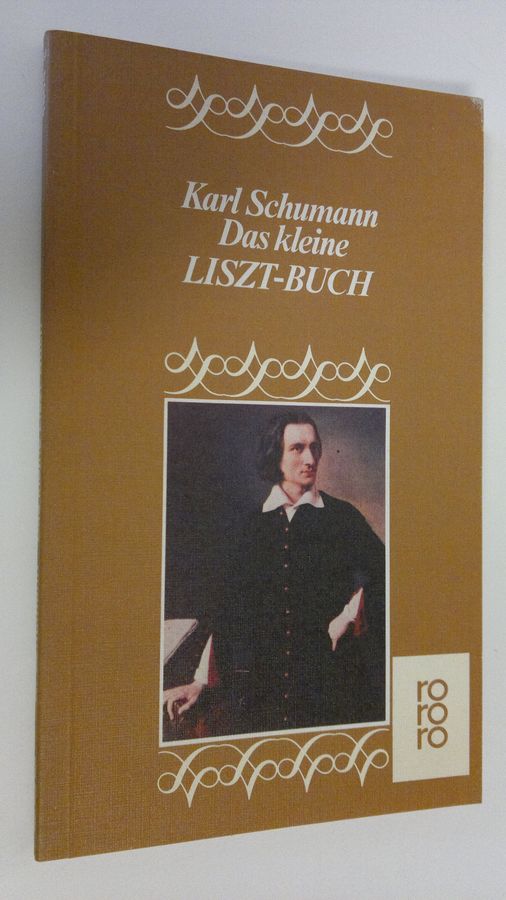 Karl Schumann
Das kleine
LISZT-BUCH
ro
ro
ro